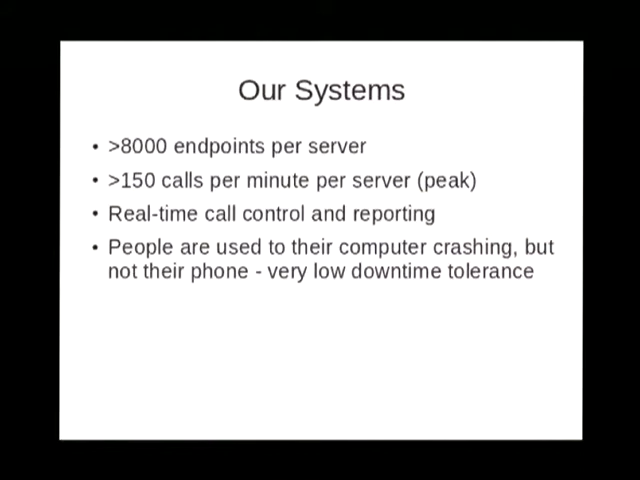 Our Systems
• >8000 endpoints per server
• >150 calls per minute per server (peak)
• Real-time call control and reporting
• People are used to their computer crashing, but
not their phone - very low downtime tolerance